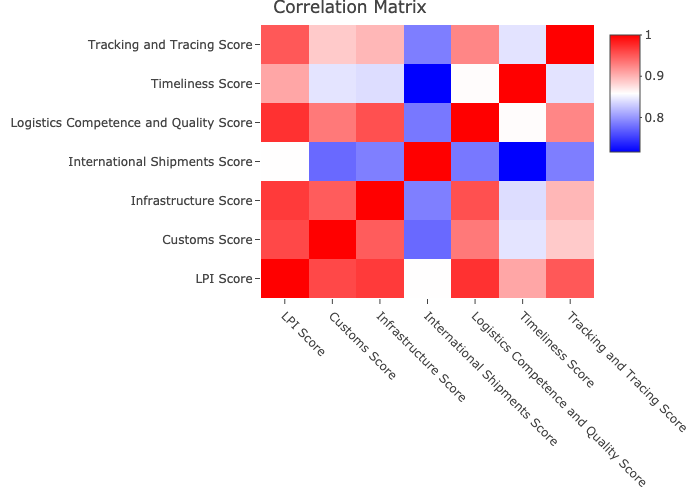 Correlation Matrix
Tracking and Tracing Score
Timeliness Score
Logistics Competence and Quality Score
International Shipments Score
Infrastructure Score
Customs Score
LPI Score
LPI Score
Customs Score
Infrastructure Score
International Shipments Score
Logistics Competence and Quality Score
Timeliness Score
Tracking and Tracing Score
1
0.9
0.8